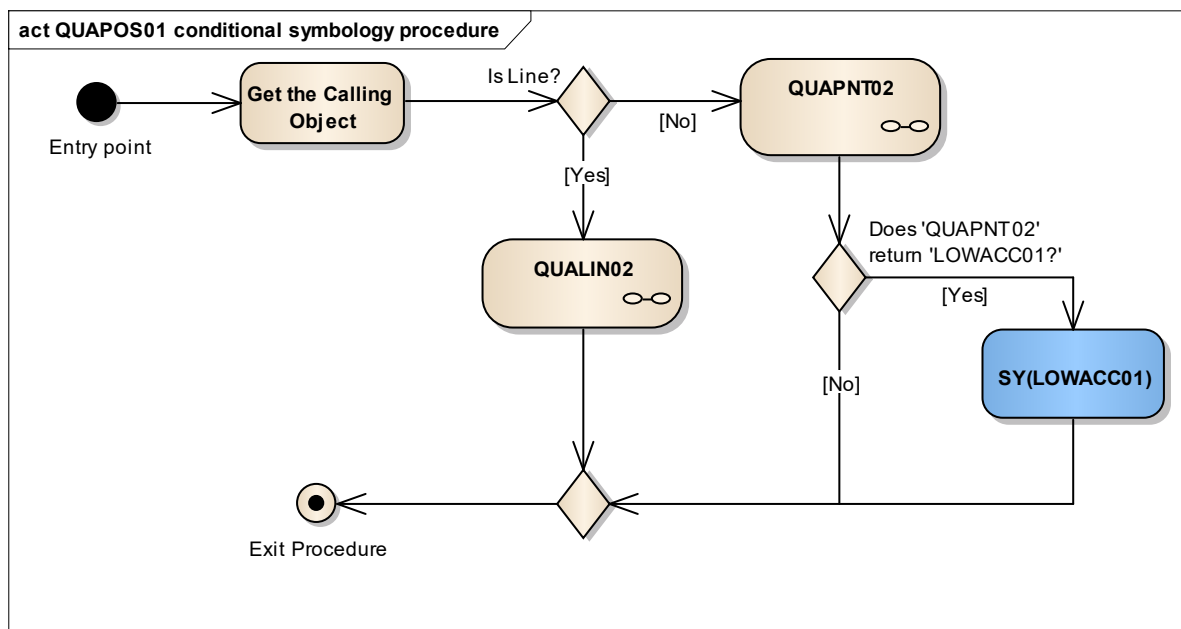 act QUAPOS01 conditional symbology procedure
Entry point
Get the Calling
Object
Is Line?
[No]
QUAPNT02
[Yes]
QUALIN02
Does 'QUAPNT02'
return 'LOWACC01?'
[Yes]
[No]
SY(LOWACC01)
Exit Procedure